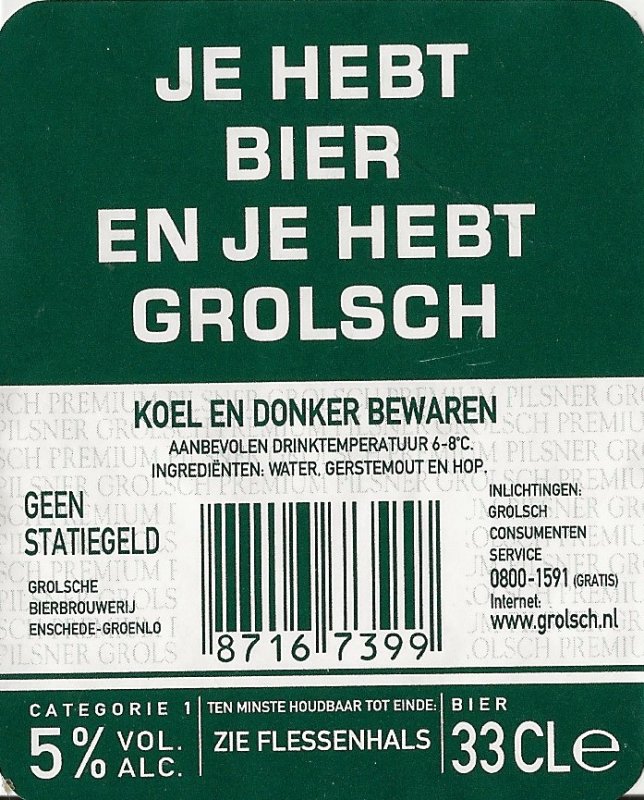 JE HEBT
BIER
EN JE HEBT
GROLSCH
KOEL EN DONKER BEWAREN
AANBEVOLEN DRINKTEMPERATUUR 6-8°C.
INGREDIËNTEN: WATER, GERSTEMOUT EN HOP.
GEEN
STATIEGELD
GROLSCHE
BIERBROUWERIJ
ENSCHEDE-GROENLO
8716 7399
INLICHTINGEN:
GROLSCH
CONSUMENTEN
SERVICE
0800-1591 (GRATIS)
Internet:
www.grolsch.nl
CATEGORIE 1
5% VOL.
ALC.
TEN MINSTE HOUDBAAR TOT EINDE:
ZIE FLESSENHALS
BIER
33 CL e